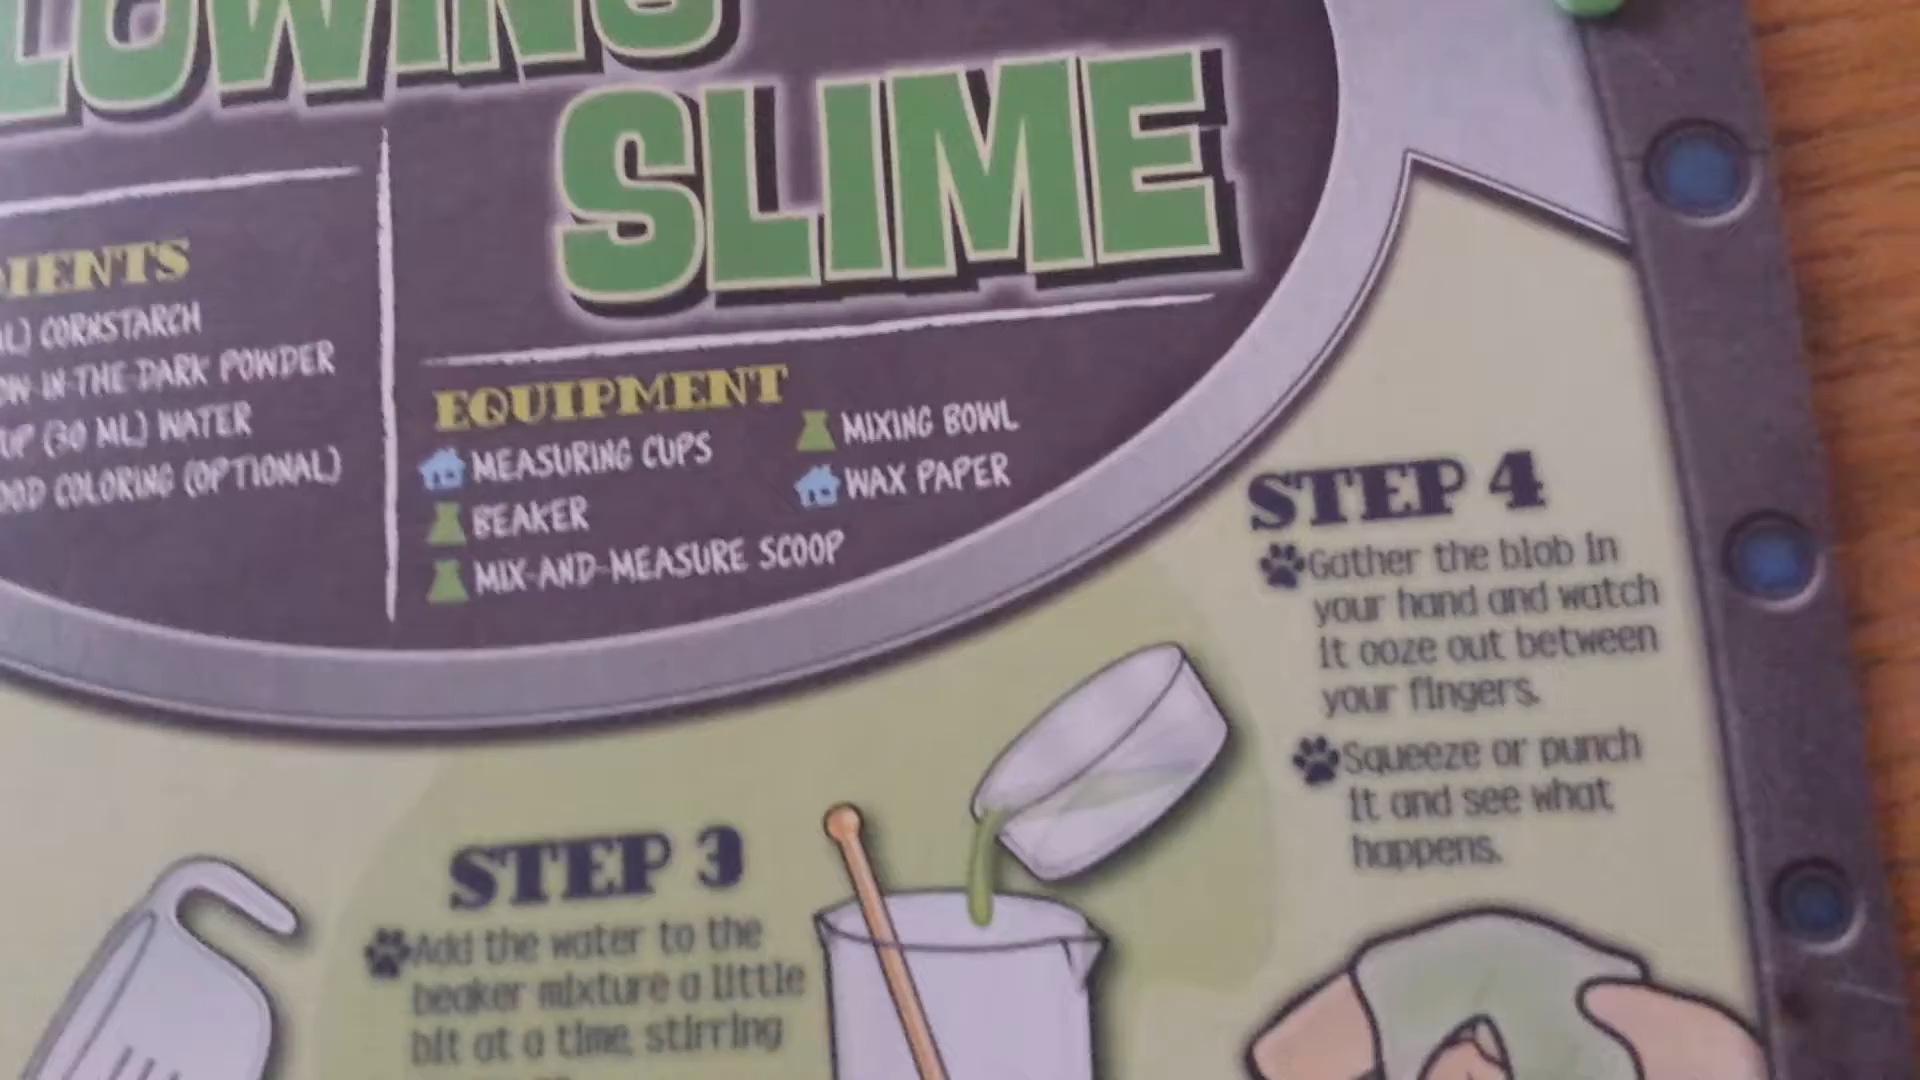 LOWING
SLIME
IENTS
L) CORNSTARCH
OW-IN-THE-DARK POWDER
UP (30 ML) WATER
OOD COLORING (OPTIONAL)
EQUIPMENT
MEASURING CUPS
BEAKER
MIX-AND-MEASURE SCOOP
MIXING BOWL
WAX PAPER
STEP 3
Add the water to the
beaker mixture a little
bit at a time, stirring
STEP 4
Gather the blob in
your hand and watch
it ooze out between
your fingers.
Squeeze or punch
it and see what
happens.